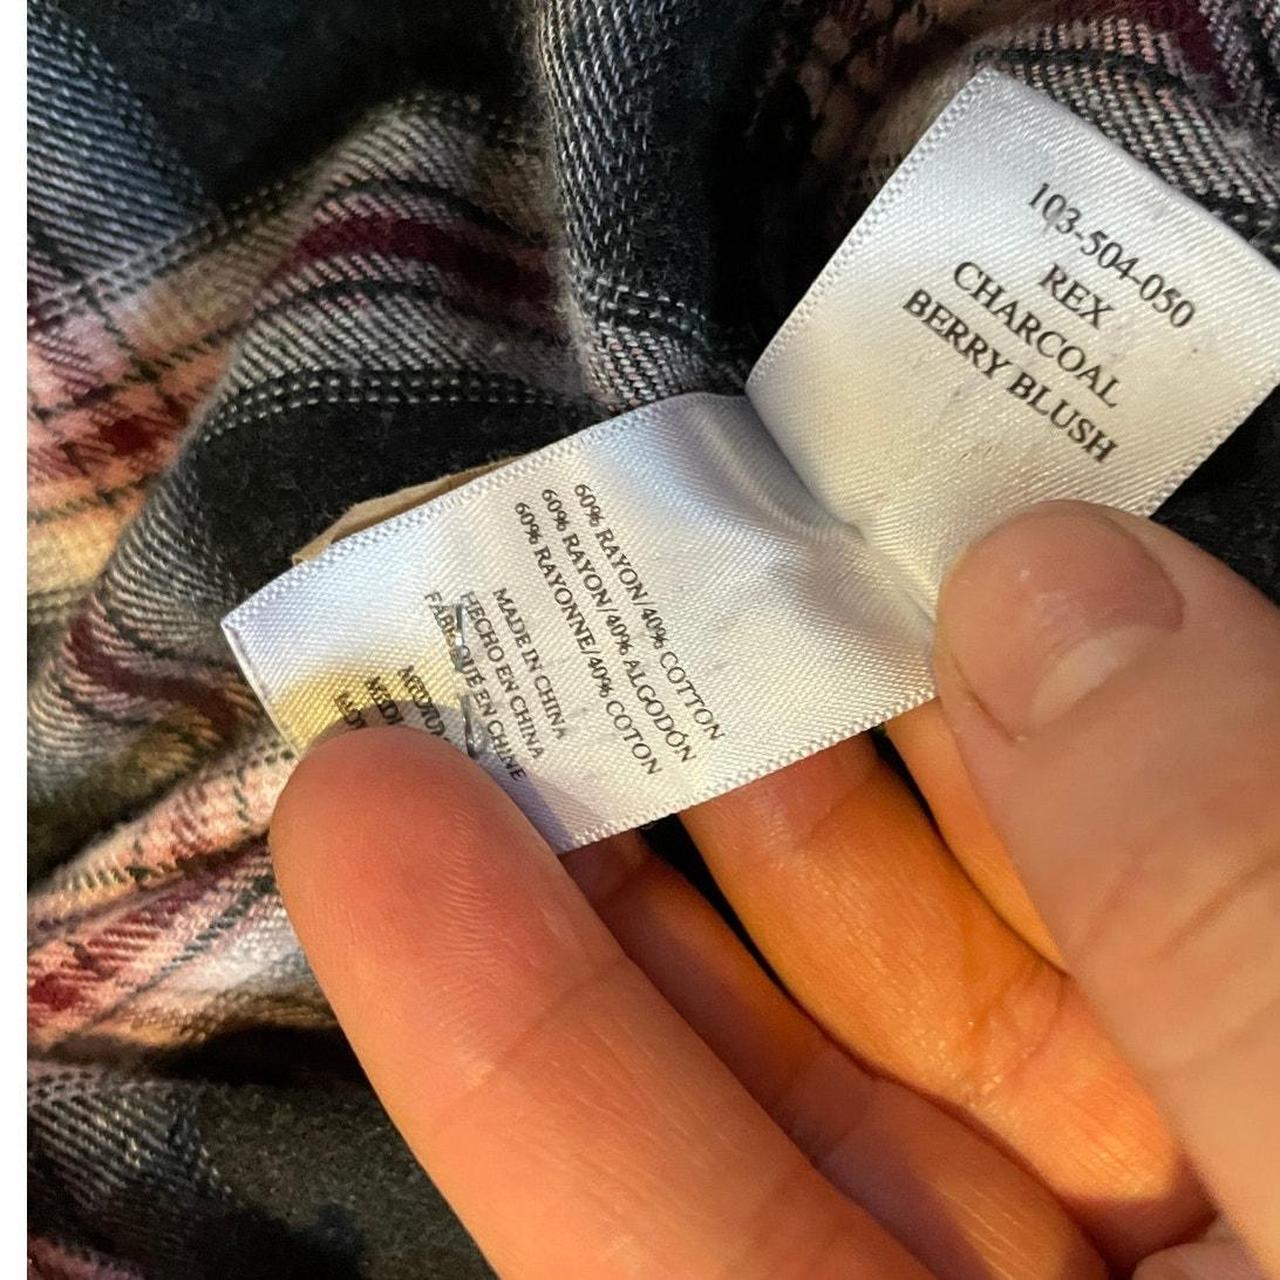 103-504-050
REX
CHARCOAL
BERRY BLUSH
60% RAYON/40% COTTON
60% RAYON/40% ALGODÓN
60% RAYONNE/40% COTON
MADE IN CHINA
HECHO EN CHINA
FABRIQUÉ EN CHINE